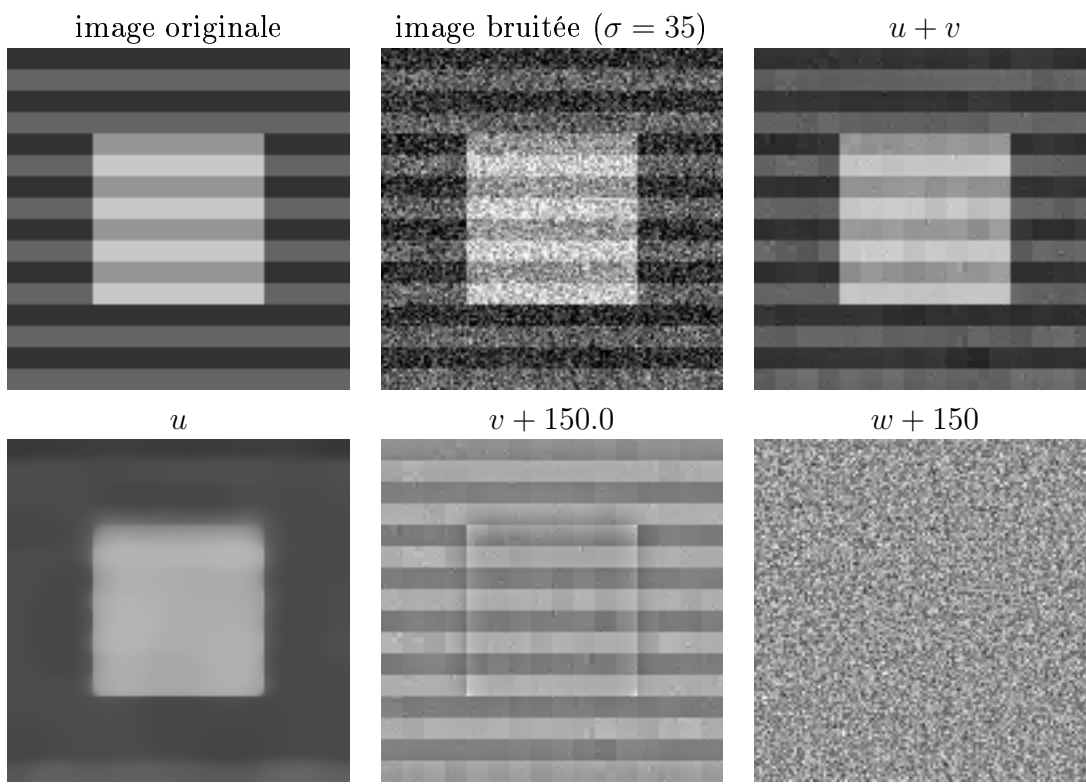 image originale
image bruitée (σ = 35)
u + v
u
v + 150.0
w + 150